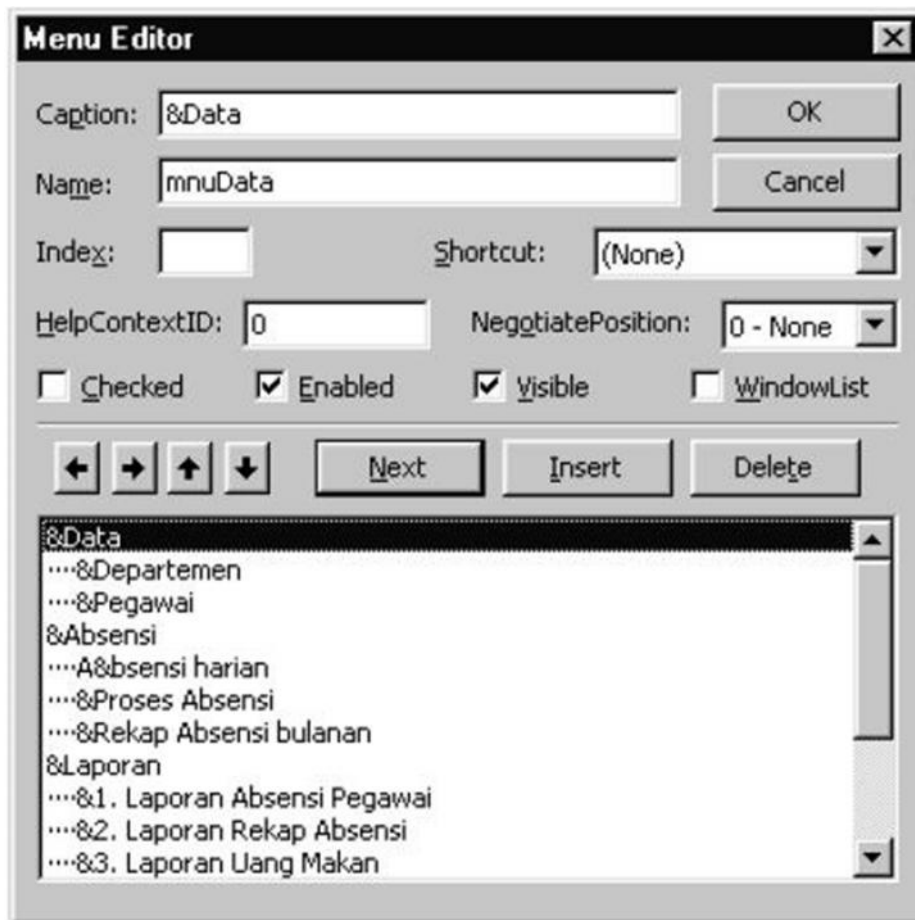 Menu Editor
Caption: &Data OK
Name: mnuData Cancel
Index: Shortcut: (None)
HelpContextID: 0 NegotiatePosition: 0 - None
Checked Enabled Visible WindowList
Next Insert Delete
&Data
····&Departemen
····&Pegawai
&Absensi
····A&bsensi harian
····&Proses Absensi
····&Rekap Absensi bulanan
&Laporan
····&1. Laporan Absensi Pegawai
····&2. Laporan Rekap Absensi
····&3. Laporan Uang Makan